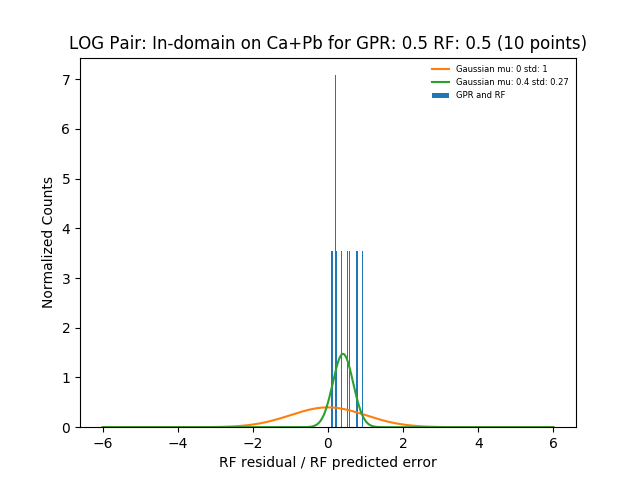 LOG Pair: In-domain on Ca+Pb for GPR: 0.5 RF: 0.5 (10 points)
Gaussian mu: 0 std: 1
Gaussian mu: 0.4 std: 0.27
GPR and RF
Normalized Counts
7
6
5
4
3
2
1
0
−6 −4 −2 0 2 4 6
RF residual / RF predicted error